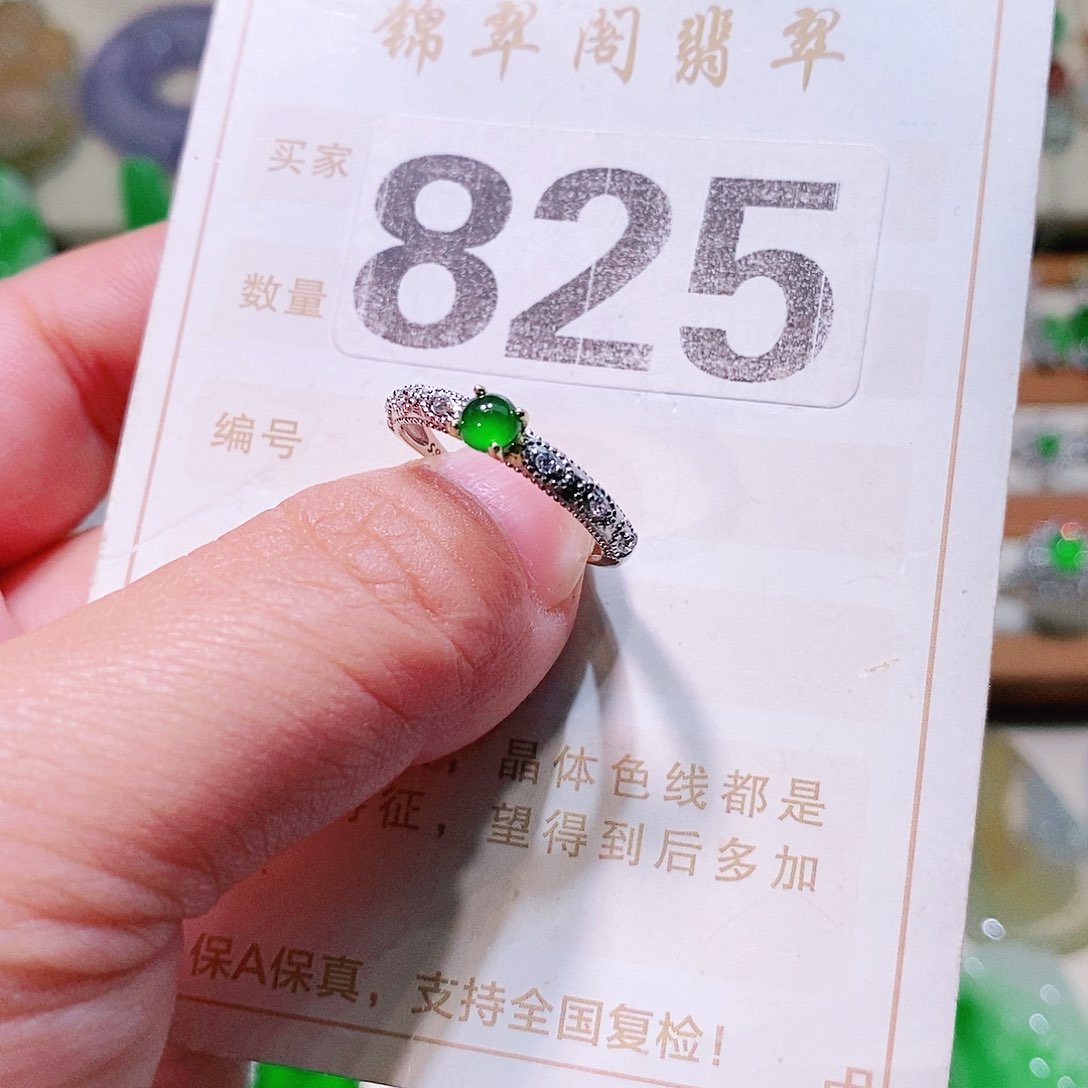 锦翠阁翡翠
买家
825
数量
编号
，晶体色线都是
征，望得到后多加
保A保真，支持全国复检！